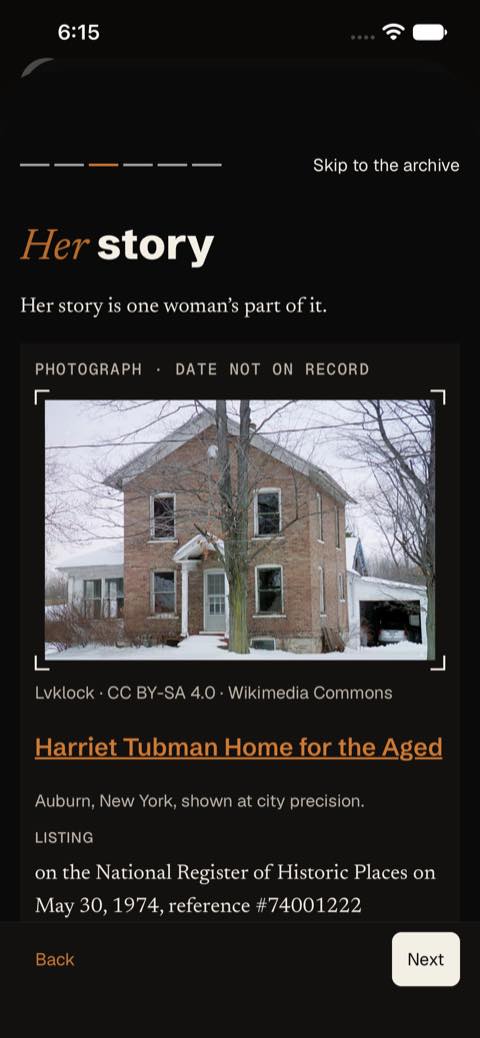 6:15
Skip to the archive
Her story
Her story is one woman’s part of it.
PHOTOGRAPH · DATE NOT ON RECORD
Lvklock · CC BY-SA 4.0 · Wikimedia Commons
Harriet Tubman Home for the Aged
Auburn, New York, shown at city precision.
LISTING
on the National Register of Historic Places on
May 30, 1974, reference #74001222
Back
Next